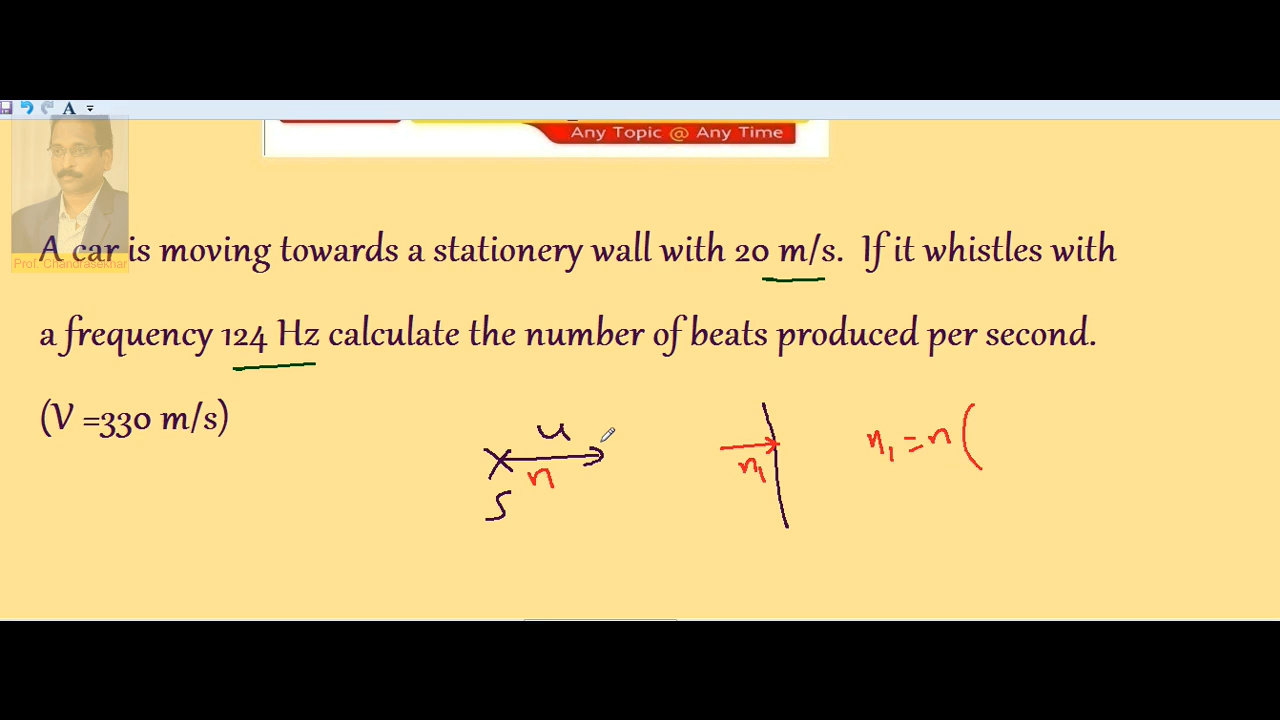 A
Any Topic @ Any Time
A car is moving towards a stationery wall with 20 m/s. If it whistles with
Prof. Chandrasekhar
a frequency 124 Hz calculate the number of beats produced per second.
(V =330 m/s)
u
n
S
n₁
n₁ = n (